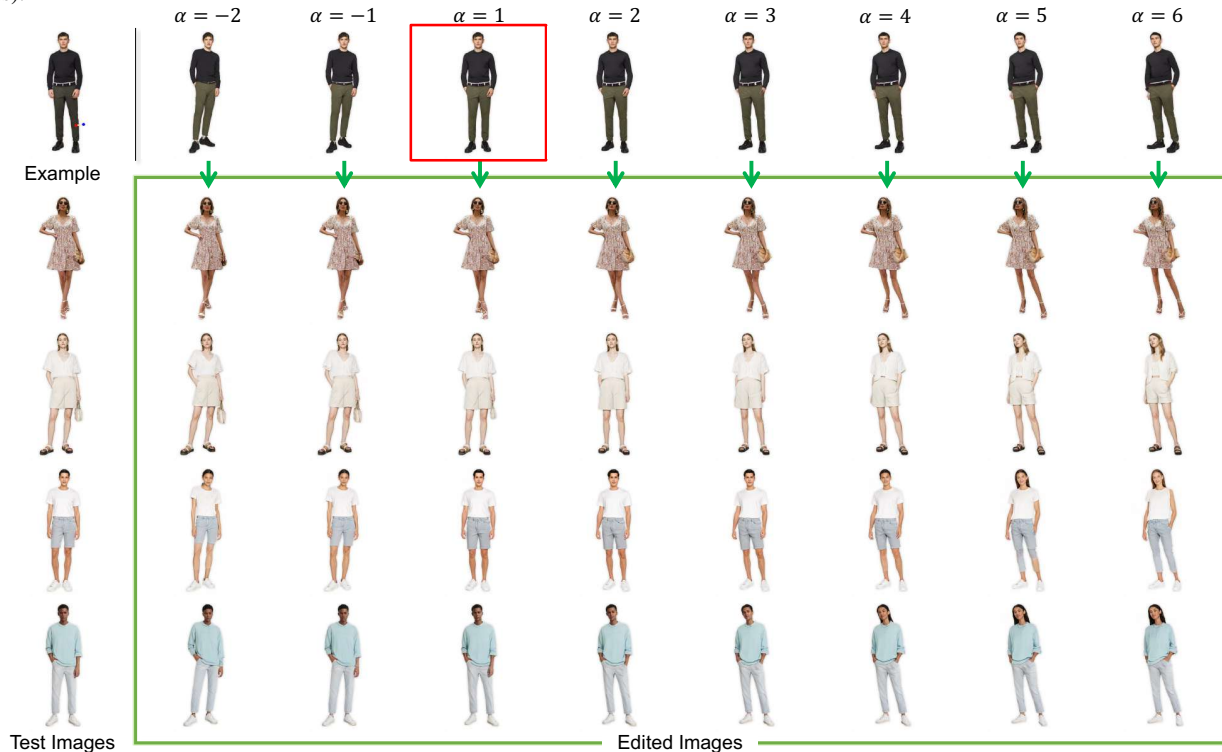 α = −2 α = −1 α = 1 α = 2 α = 3 α = 4 α = 5 α = 6
Example
Test Images
Edited Images